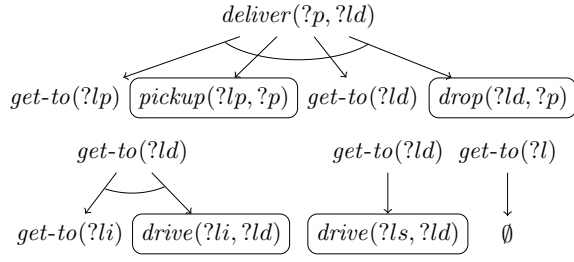 deliver(?p, ?ld)
get-to(?lp) pickup(?lp, ?p) get-to(?ld) drop(?ld, ?p)
get-to(?ld) get-to(?ld) get-to(?l)
get-to(?li) drive(?li, ?ld) drive(?ls, ?ld) ∅